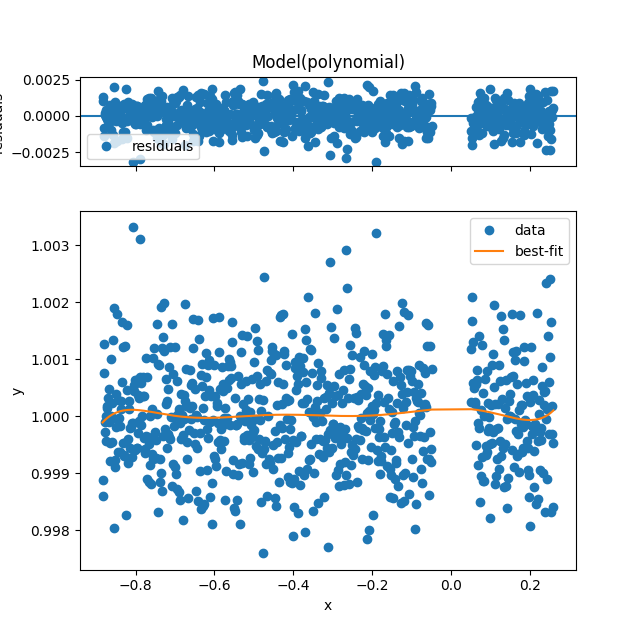 Model(polynomial)
0.0025
0.0000
−0.0025
residuals
residuals
1.003
1.002
1.001
1.000
0.999
0.998
y
data
best-fit
−0.8
−0.6
−0.4
−0.2
0.0
0.2
x